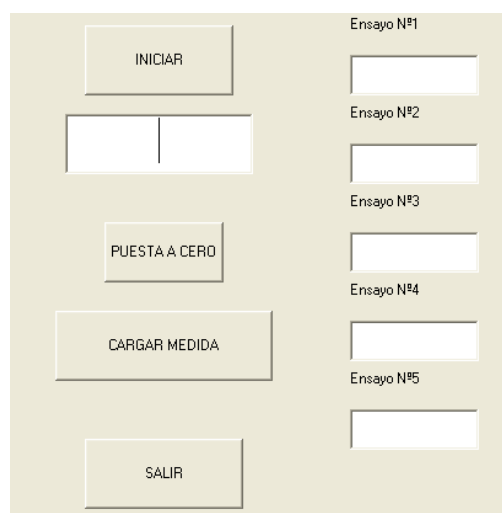 INICIAR
PUESTA A CERO
CARGAR MEDIDA
SALIR
Ensayo Nº1
Ensayo Nº2
Ensayo Nº3
Ensayo Nº4
Ensayo Nº5